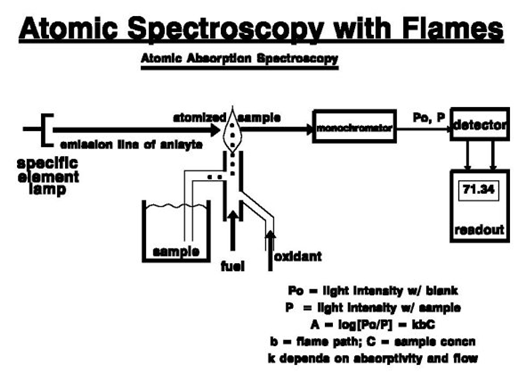 Atomic Spectroscopy with Flames
Atomic Absorption Spectroscopy
atomized sample
Po, P
monochromator
detector
emission line of anlayte
specific
element
lamp
71.34
readout
sample
fuel
oxidant
Po = light intensity w/ blank
P = light intensity w/ sample
A = log[Po/P] = kbC
b = flame path; C = sample concn
k depends on absorptivity and flow